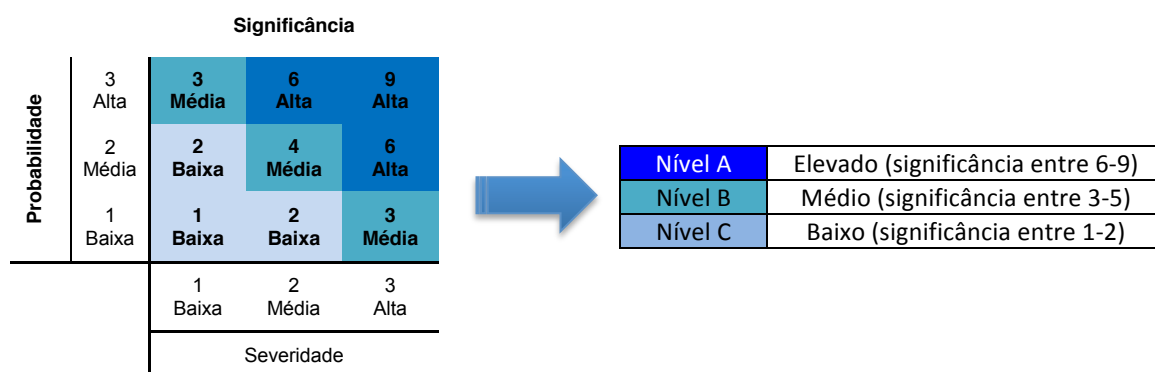 Significância
Probabilidade
3 3 6 9
Alta Média Alta Alta
2 2 4 6
Média Baixa Média Alta
1 1 2 3
Baixa Baixa Baixa Média
1 2 3
Baixa Média Alta
Severidade
Nível A Elevado (significância entre 6-9)
Nível B Médio (significância entre 3-5)
Nível C Baixo (significância entre 1-2)